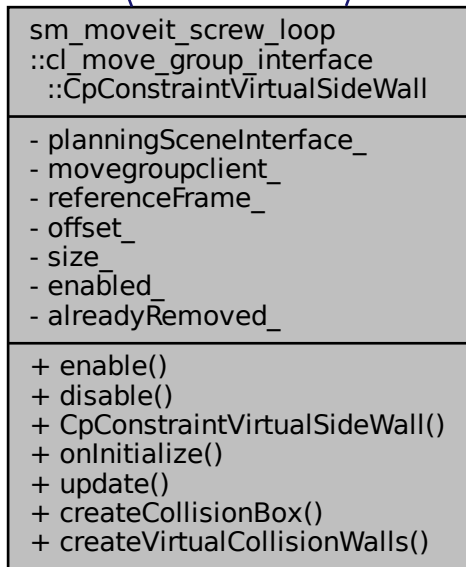 sm_moveit_screw_loop
::cl_move_group_interface
::CpConstraintVirtualSideWall
- planningSceneInterface_
- movegroupclient_
- referenceFrame_
- offset_
- size_
- enabled_
- alreadyRemoved_
+ enable()
+ disable()
+ CpConstraintVirtualSideWall()
+ onInitialize()
+ update()
+ createCollisionBox()
+ createVirtualCollisionWalls()